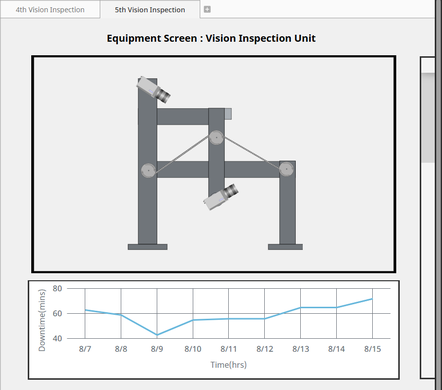 4th Vision Inspection
5th Vision Inspection
Equipment Screen : Vision Inspection Unit
Downtime(mins)
80
60
40
8/7 8/8 8/9 8/10 8/11 8/12 8/13 8/14 8/15
Time(hrs)